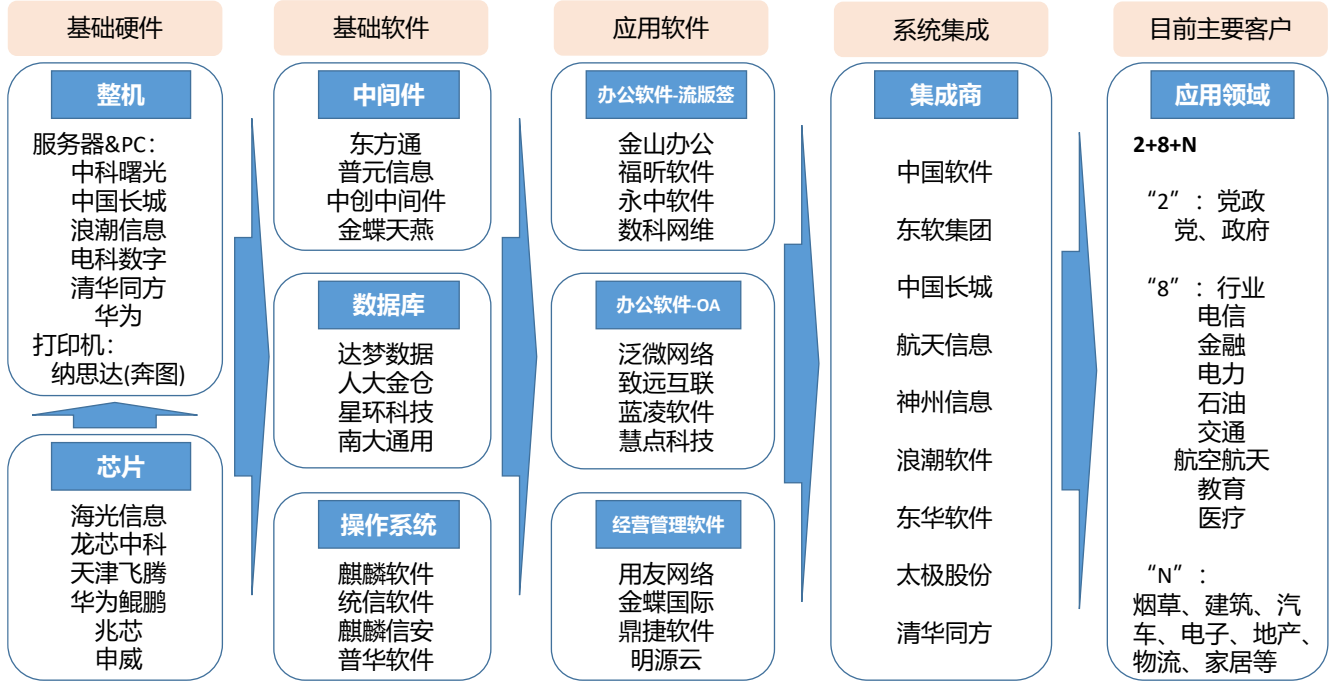 基础硬件
整机
服务器&PC：
中科曙光
中国长城
浪潮信息
电科数字
清华同方
华为
打印机：
纳思达(奔图)
芯片
海光信息
龙芯中科
天津飞腾
华为鲲鹏
兆芯
申威
基础软件
中间件
东方通
普元信息
中创中间件
金蝶天燕
数据库
达梦数据
人大金仓
星环科技
南大通用
操作系统
麒麟软件
统信软件
麒麟信安
普华软件
应用软件
办公软件-流版签
金山办公
福昕软件
永中软件
数科网维
办公软件-OA
泛微网络
致远互联
蓝凌软件
慧点科技
经营管理软件
用友网络
金蝶国际
鼎捷软件
明源云
系统集成
集成商
中国软件
东软集团
中国长城
航天信息
神州信息
浪潮软件
东华软件
太极股份
清华同方
目前主要客户
应用领域
2+8+N
“2”：党政
党、政府
“8”：行业
电信
金融
电力
石油
交通
航空航天
教育
医疗
“N”：
烟草、建筑、汽
车、电子、地产、
物流、家居等